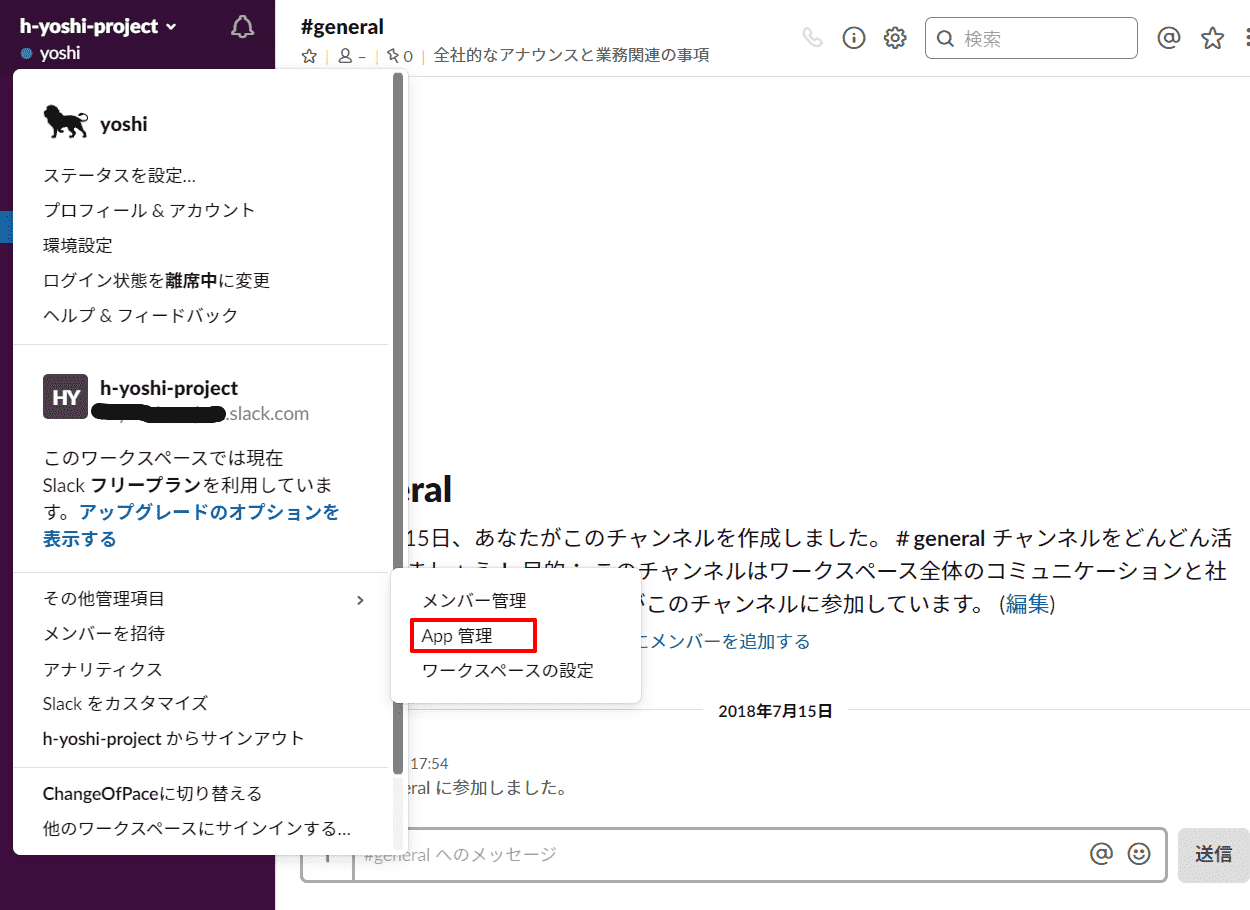 h-yoshi-project
yoshi
#general
0
全社的なアナウンスと業務関連の事項
検索
yoshi
ステータスを設定...
プロフィール & アカウント
環境設定
ログイン状態を離席中に変更
ヘルプ & フィードバック
HY
h-yoshi-project
.slack.com
このワークスペースでは現在
Slack フリープランを利用していま
す。アップグレードのオプションを
表示する
その他管理項目
メンバーを招待
アナリティクス
Slack をカスタマイズ
h-yoshi-project からサインアウト
ChangeOfPaceに切り替える
他のワークスペースにサインインする...
メンバー管理
App 管理
ワークスペースの設定
eral
15日、あなたがこのチャンネルを作成しました。 #general チャンネルをどんどん活
このチャンネルはワークスペース全体のコミュニケーションと社
がこのチャンネルに参加しています。 (編集)
にメンバーを追加する
2018年7月15日
17:54
eral に参加しました。
#general へのメッセージ
送信